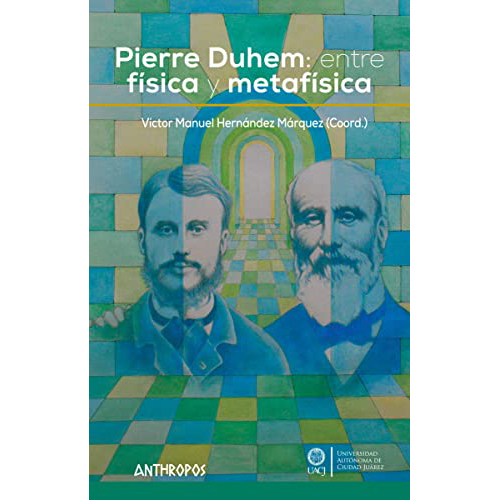 Pierre Duhem: entre
física y metafísica
Víctor Manuel Hernández Márquez (Coord.)
ANTHROPOS
UACJ
UNIVERSIDAD
AUTÓNOMA DE
CIUDAD JUÁREZ